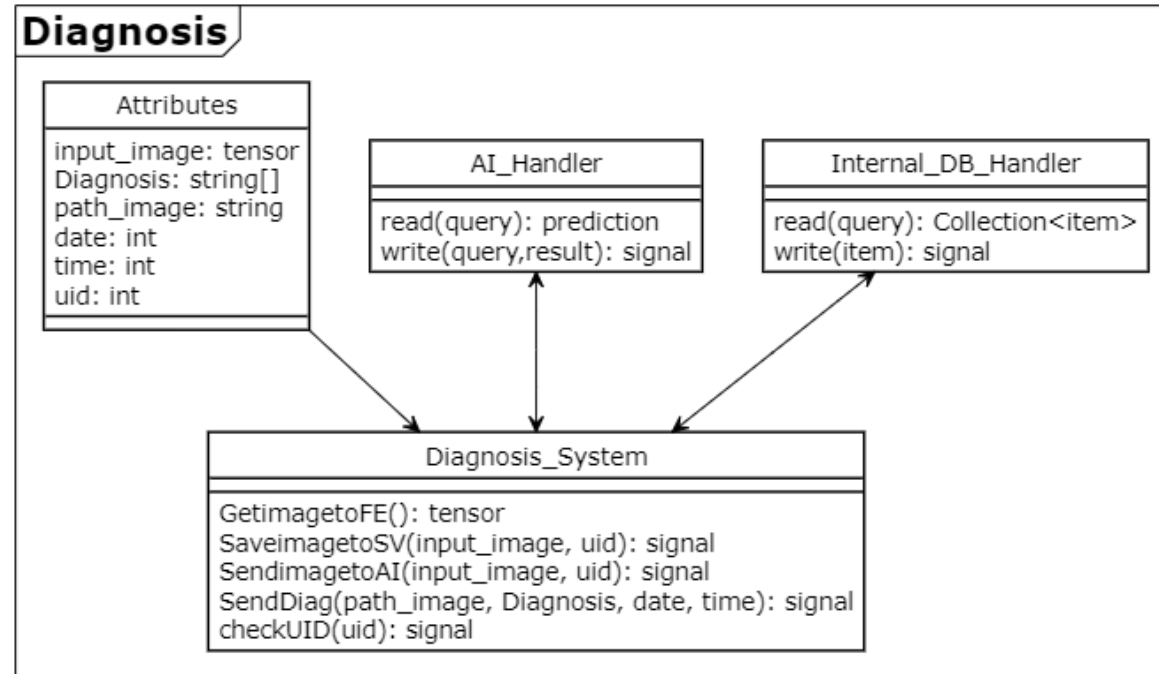 Diagnosis
Attributes
input_image: tensor
Diagnosis: string[]
path_image: string
date: int
time: int
uid: int
AI_Handler
read(query): prediction
write(query,result): signal
Internal_DB_Handler
read(query): Collection<item>
write(item): signal
Diagnosis_System
GetimagetoFE(): tensor
SaveimagetoSV(input_image, uid): signal
SendimagetoAI(input_image, uid): signal
SendDiag(path_image, Diagnosis, date, time): signal
checkUID(uid): signal